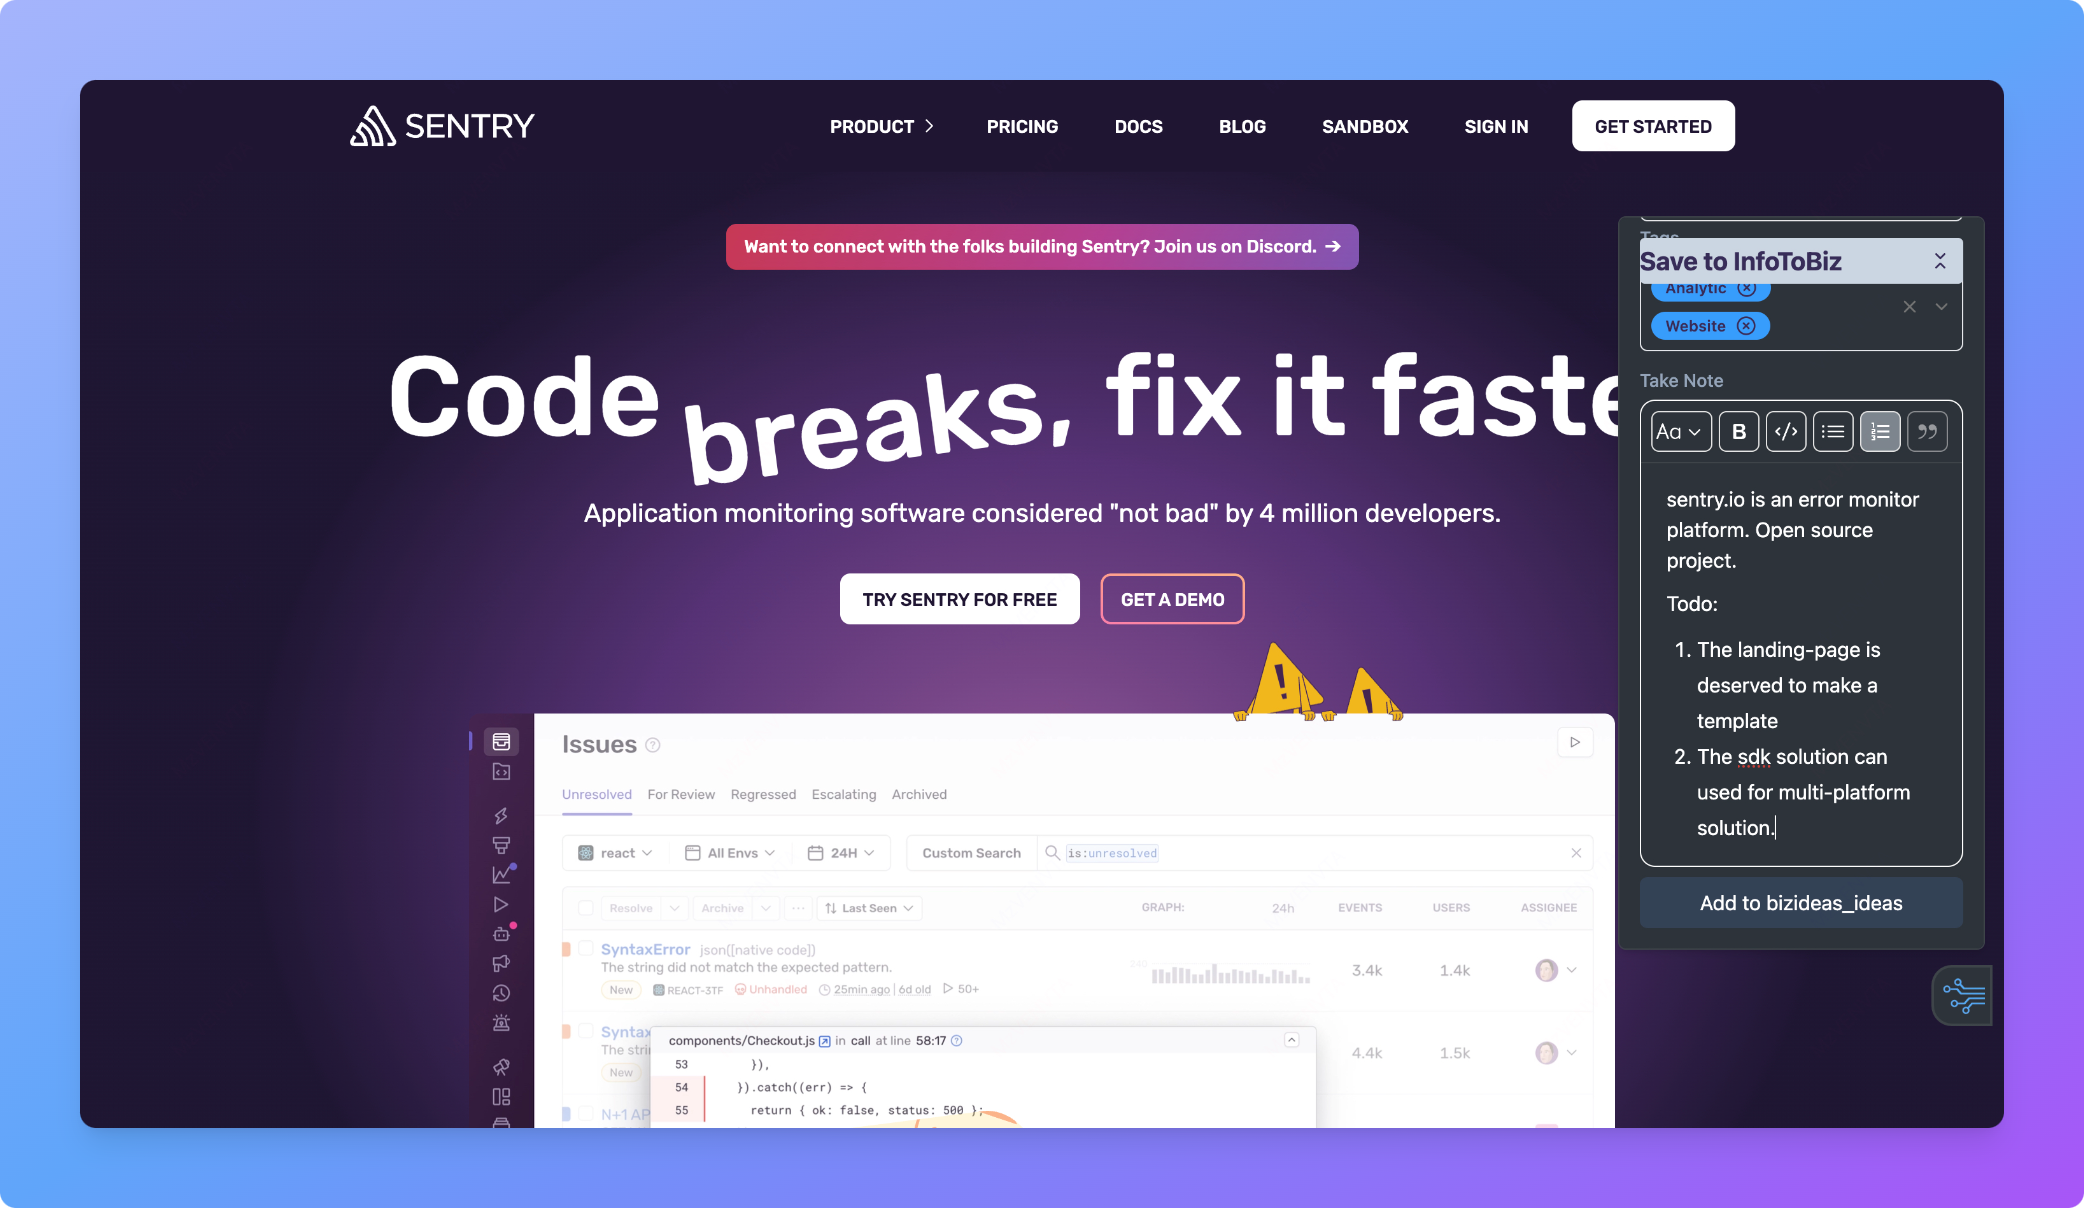 SENTRY
PRODUCT
PRICING
DOCS
BLOG
SANDBOX
SIGN IN
GET STARTED
Want to connect with the folks building Sentry? Join us on Discord. →
Code breaks, fix it faste
Application monitoring software considered "not bad" by 4 million developers.
TRY SENTRY FOR FREE
GET A DEMO
Issues
Unresolved
For Review
Regressed
Escalating
Archived
react
All Envs
24H
Custom Search
is:unresolved
Resolve
Archive
Last Seen
GRAPH:
24h
EVENTS
USERS
ASSIGNEE
SyntaxError json([native code])
The string did not match the expected pattern.
New
REACT-3TF
Unhandled
25min ago | 6d old
50+
240
3.4k
1.4k
Syntax
The stri
New
4.4k
1.5k
N+1 AP
components/Checkout.js in call at line 58:17
53 }),
54 }).catch((err) => {
55 return { ok: false, status: 500 };
Tags
Save to InfoToBiz
Analytic
Website
Take Note
Aa
B
sentry.io is an error monitor
platform. Open source
project.
Todo:
1. The landing-page is
deserved to make a
template
2. The sdk solution can
used for multi-platform
solution.
Add to bizideas_ideas